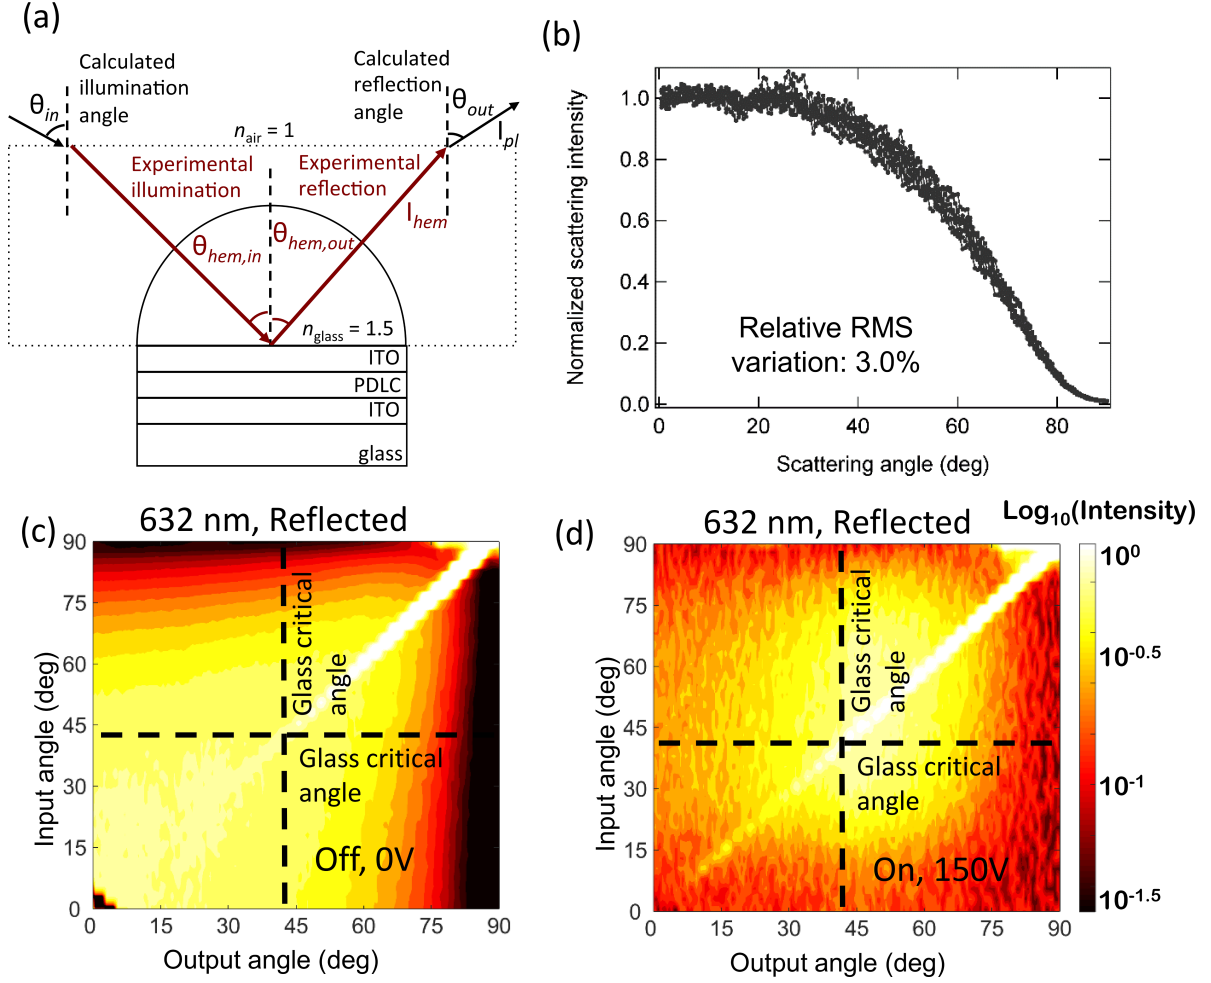 (a)
Calculated
illumination
angle
θin
Calculated
reflection
angle
θout
Ipl
nair = 1
Experimental
illumination
Experimental
reflection
Ihem
θhem,in
θhem,out
nglass = 1.5
ITO
PDLC
ITO
glass
(b)
Normalized scattering intensity
1.0
0.8
0.6
0.4
0.2
0.0
Relative RMS
variation: 3.0%
0 20 40 60 80
Scattering angle (deg)
(c)
632 nm, Reflected
Input angle (deg)
90
75
60
45
30
15
0
Glass critical
angle
Glass critical
angle
Off, 0V
0 15 30 45 60 75 90
Output angle (deg)
(d)
632 nm, Reflected
Input angle (deg)
90
75
60
45
30
15
0
Glass critical
angle
Glass critical
angle
On, 150V
0 15 30 45 60 75 90
Output angle (deg)
Log10(Intensity)
10^0
10^-0.5
10^-1
10^-1.5